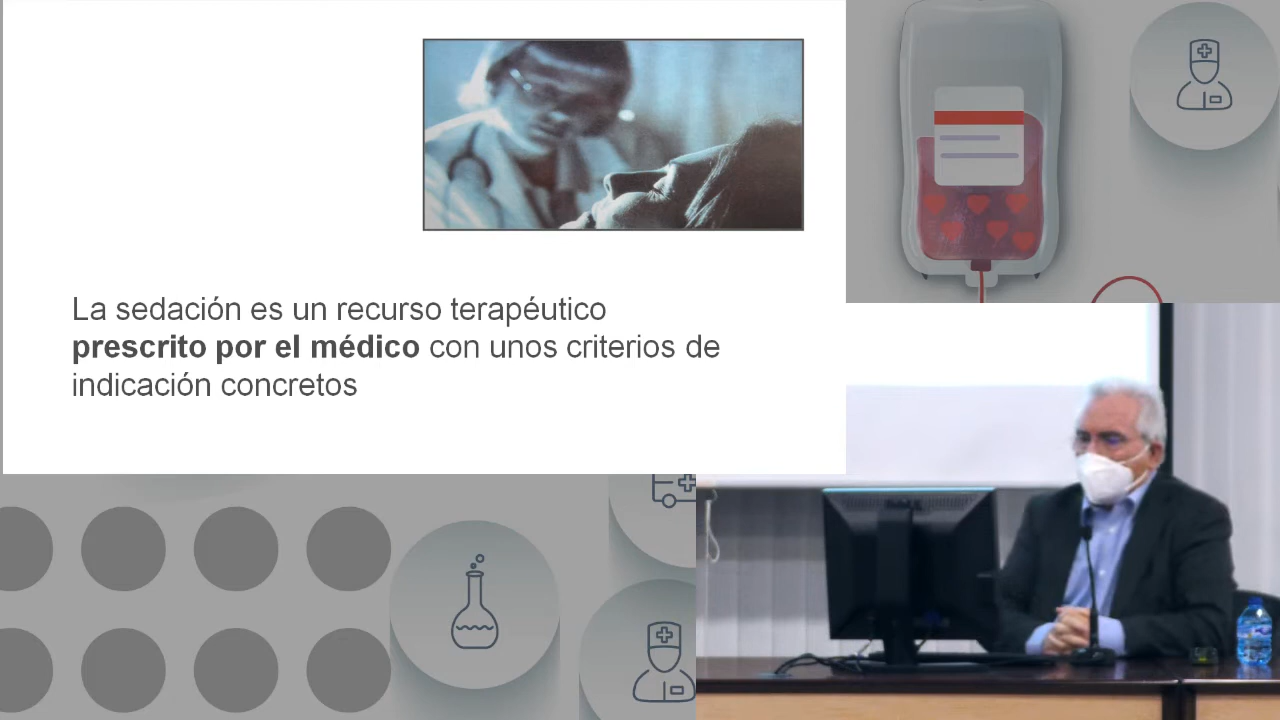 La sedación es un recurso terapéutico
prescrito por el médico con unos criterios de
indicación concretos